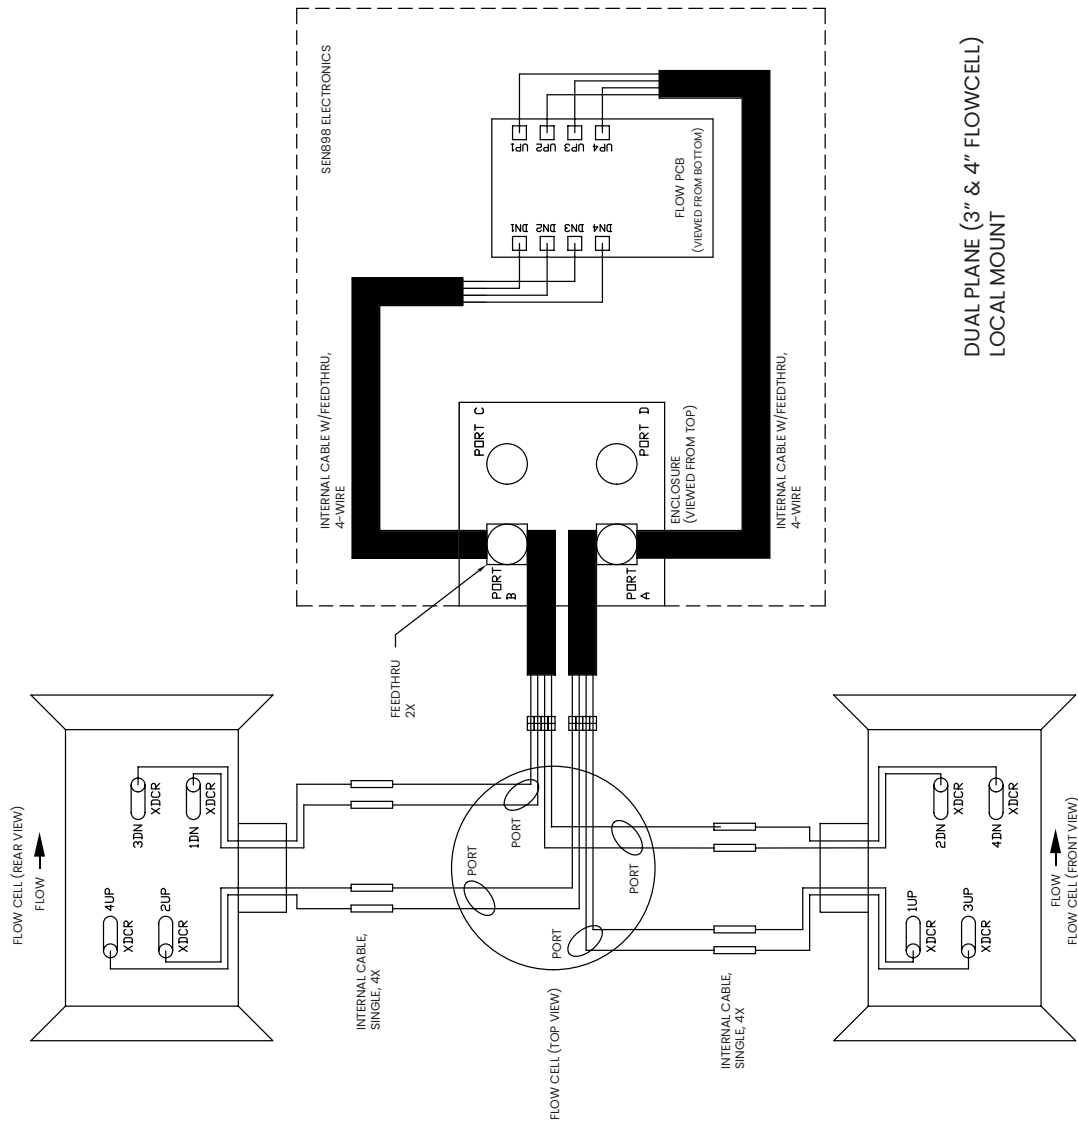 SEN898 ELECTRONICS
UP1
UP2
UP3
UP4
FLOW PCB
(VIEWED FROM BOTTOM)
DN1
DN2
DN3
DN4
DUAL PLANE (3" & 4" FLOWCELL)
LOCAL MOUNT
INTERNAL CABLE W/FEEDTHRU,
4-WIRE
PORT C
PORT D
ENCLOSURE
(VIEWED FROM TOP)
INTERNAL CABLE W/FEEDTHRU,
4-WIRE
PORT
B
PORT
A
FEEDTHRU
2X
FLOW CELL (REAR VIEW)
FLOW
3DN
XDCR
1DN
XDCR
4UP
XDCR
2UP
XDCR
INTERNAL CABLE,
SINGLE, 4X
PORT
PORT
PORT
PORT
FLOW CELL (TOP VIEW)
INTERNAL CABLE,
SINGLE, 4X
2DN
XDCR
4DN
XDCR
1UP
XDCR
3UP
XDCR
FLOW
FLOW CELL (FRONT VIEW)